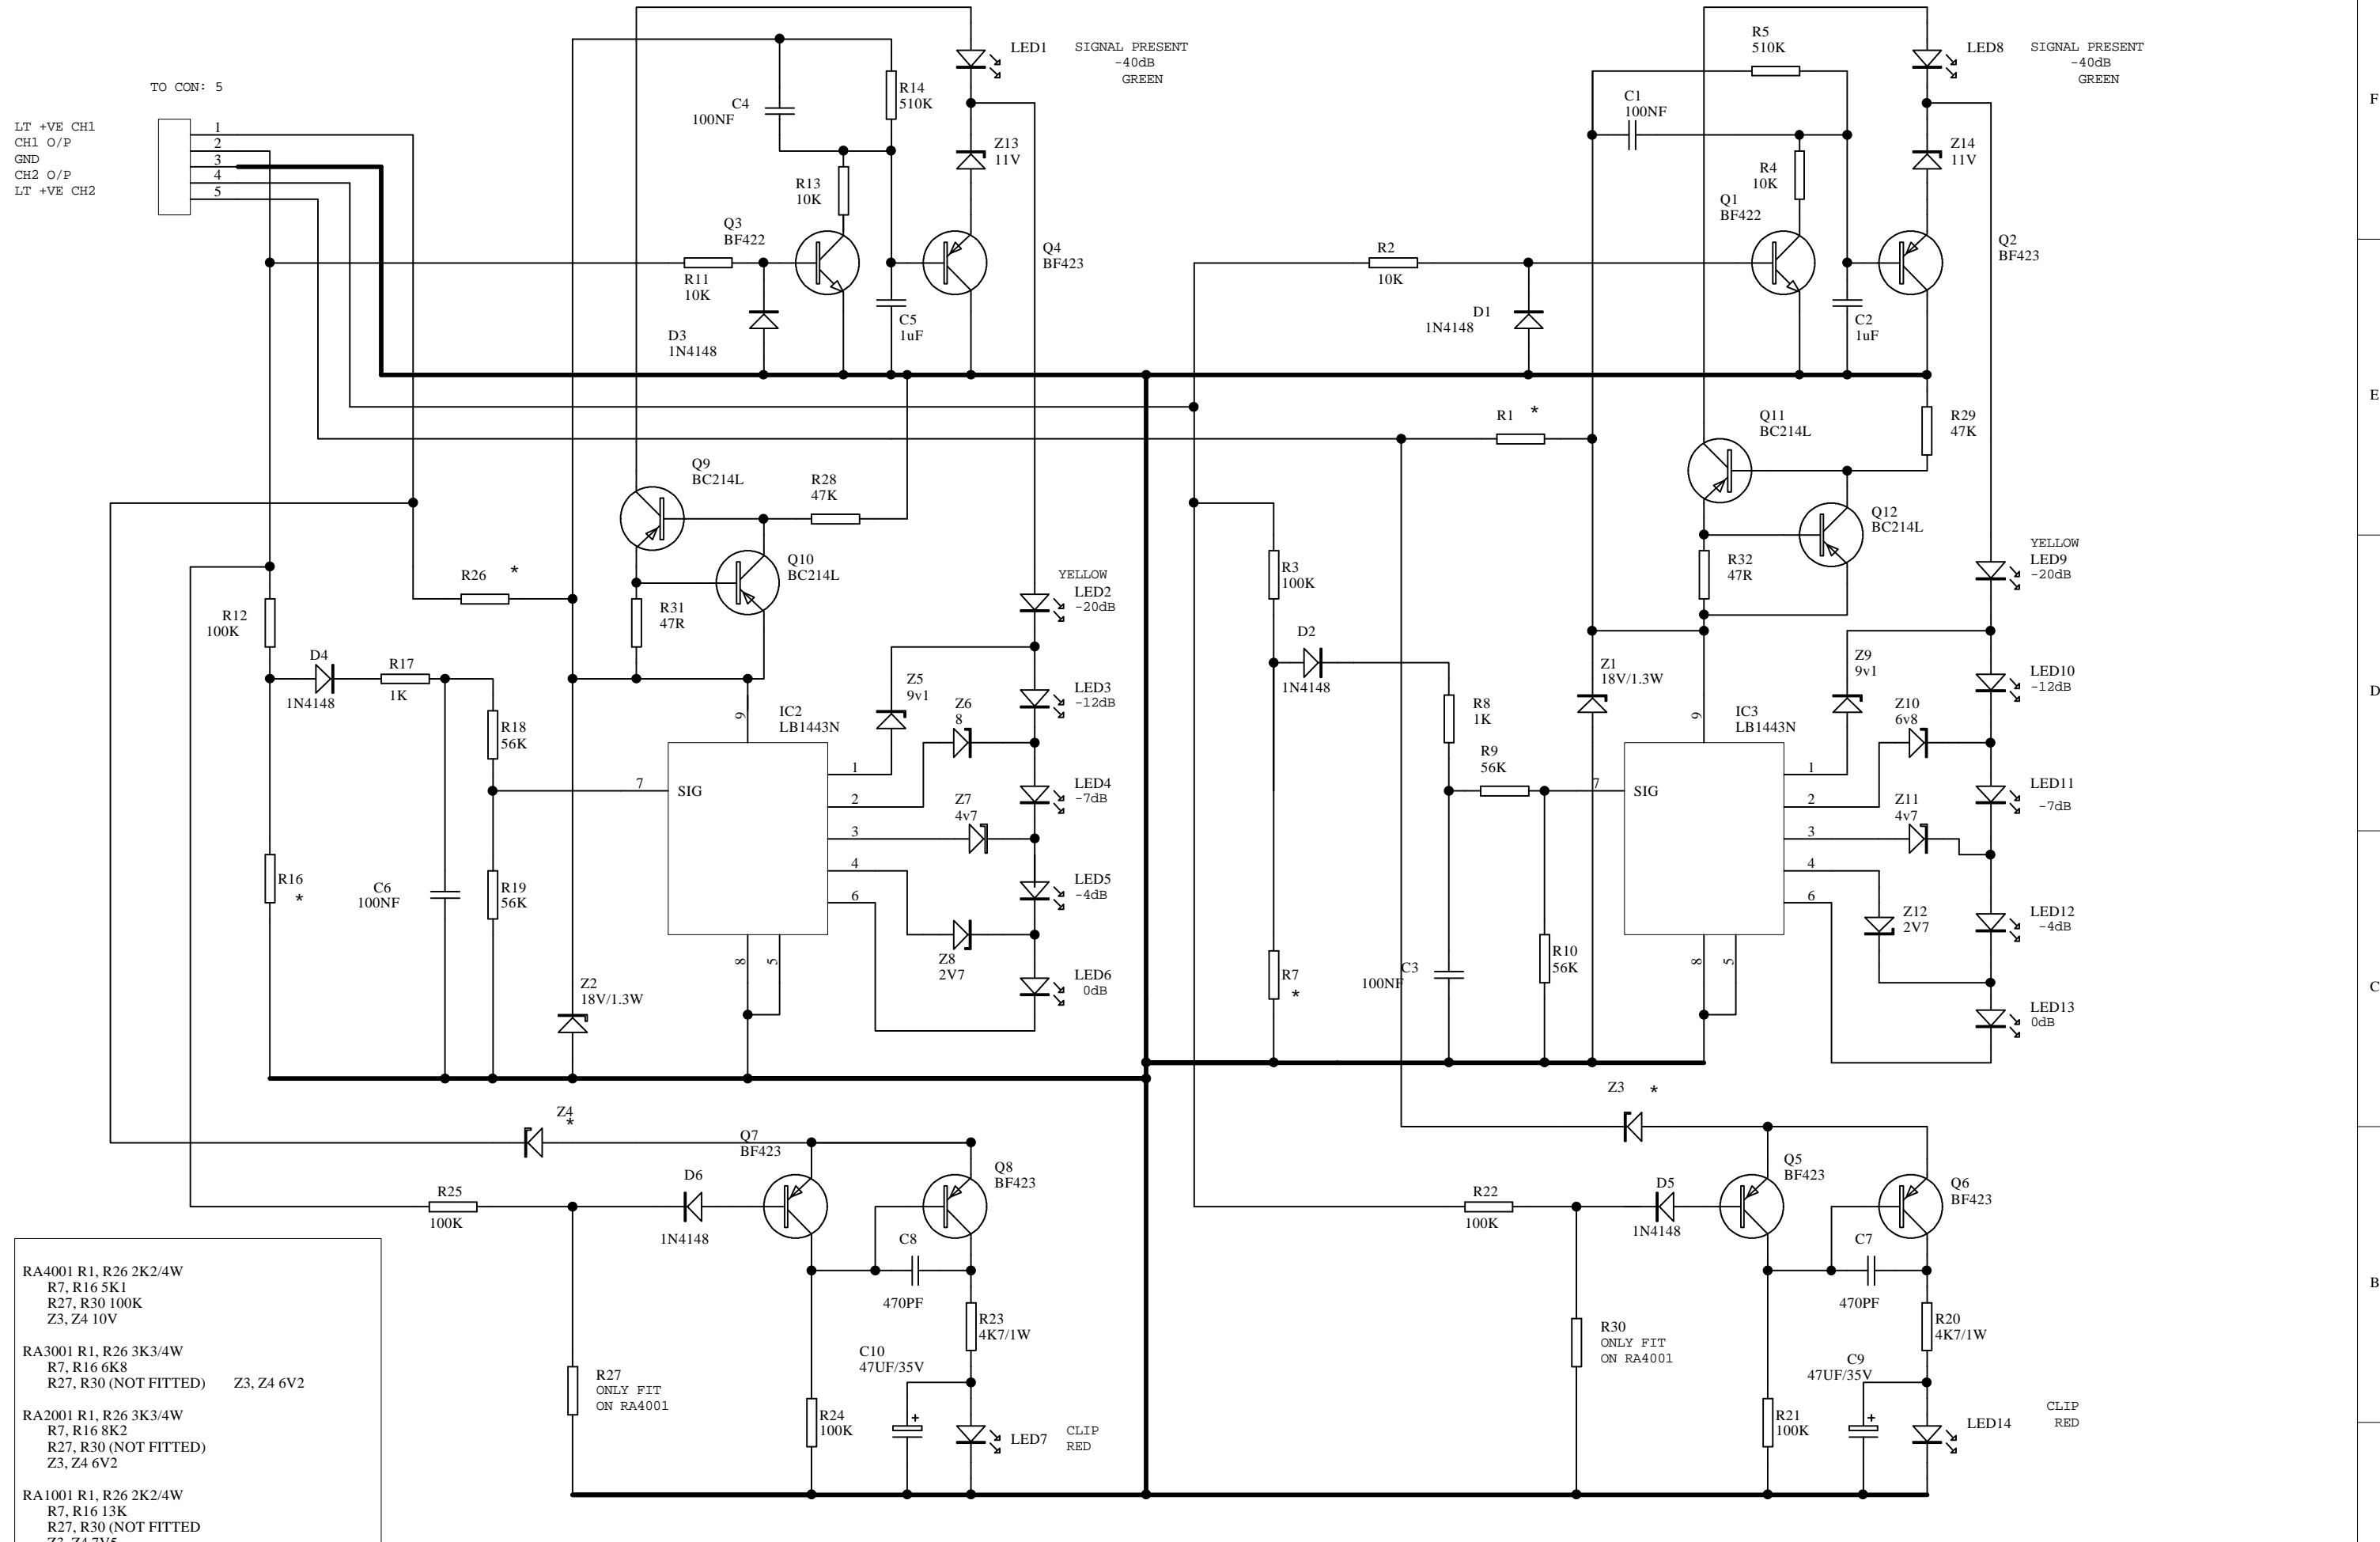 TO CON: 5
LT +VE CH1
CH1 O/P
GND
CH2 O/P
LT +VE CH2
1
2
3
4
5
LED1
SIGNAL PRESENT
-40dB
GREEN
R14
510K
C4
100NF
Z13
11V
R13
10K
Q3
BF422
R11
10K
Q4
BF423
D3
1N4148
C5
1uF
R5
510K
LED8
SIGNAL PRESENT
-40dB
GREEN
C1
100NF
R4
10K
Z14
11V
Q1
BF422
R2
10K
Q2
BF423
D1
1N4148
C2
1uF
R1 *
Q11
BC214L
R29
47K
Q12
BC214L
R32
47R
YELLOW
LED9
-20dB
Q9
BC214L
R28
47K
Q10
BC214L
R26 *
R31
47R
YELLOW
LED2
-20dB
R12
100K
D4
1N4148
R17
1K
R18
56K
R16
*
C6
100NF
R19
56K
Z2
18V/1.3W
9
IC2
LB1443N
7
SIG
1
2
3
4
6
8
5
Z5
9v1
Z6
8
Z7
4v7
Z8
2V7
LED3
-12dB
LED4
-7dB
LED5
-4dB
LED6
0dB
R3
100K
D2
1N4148
R8
1K
R9
56K
R7
*
C3
100NF
R10
56K
Z1
18V/1.3W
9
IC3
LB1443N
7
SIG
1
2
3
4
6
8
5
Z9
9v1
Z10
6v8
Z11
4v7
Z12
2V7
LED10
-12dB
LED11
-7dB
LED12
-4dB
LED13
0dB
Z4
*
Q7
BF423
Q8
BF423
D6
1N4148
R25
100K
C8
470PF
R23
4K7/1W
C10
47UF/35V
R27
ONLY FIT
ON RA4001
R24
100K
+
LED7
CLIP
RED
Z3 *
Q5
BF423
Q6
BF423
R22
100K
D5
1N4148
C7
470PF
R20
4K7/1W
R30
ONLY FIT
ON RA4001
C9
47UF/35V
R21
100K
+
LED14
CLIP
RED
RA4001 R1, R26 2K2/4W
R7, R16 5K1
R27, R30 100K
Z3, Z4 10V
RA3001 R1, R26 3K3/4W
R7, R16 6K8
R27, R30 (NOT FITTED) Z3, Z4 6V2
RA2001 R1, R26 3K3/4W
R7, R16 8K2
R27, R30 (NOT FITTED)
Z3, Z4 6V2
RA1001 R1, R26 2K2/4W
R7, R16 13K
R27, R30 (NOT FITTED
Z3, Z4 7V5
F
E
D
C
B